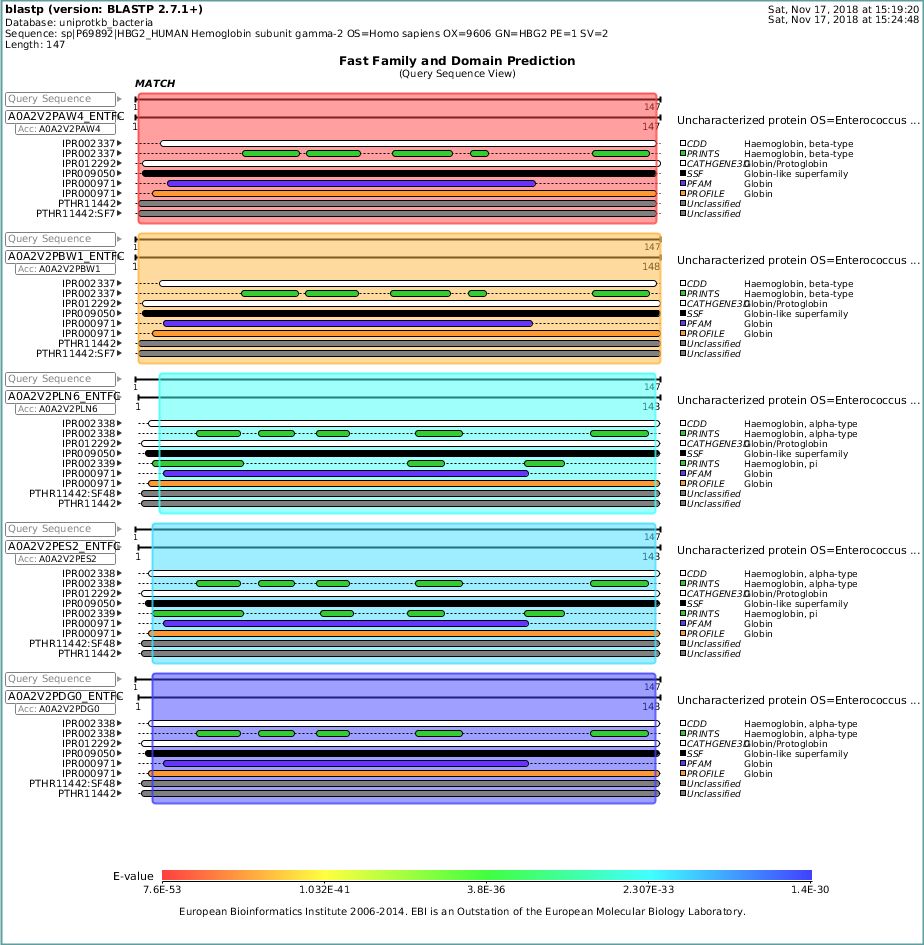 blastp (version: BLASTP 2.7.1+)
Sat, Nov 17, 2018 at 15:19:20
Database: uniprotkb_bacteria
Sat, Nov 17, 2018 at 15:24:48
Sequence: sp|P69892|HBG2_HUMAN Hemoglobin subunit gamma-2 OS=Homo sapiens OX=9606 GN=HBG2 PE=1 SV=2
Length: 147
Fast Family and Domain Prediction
(Query Sequence View)
MATCH
Query Sequence
1 147
A0A2V2PAW4_ENTFC Uncharacterized protein OS=Enterococcus ...
Acc: A0A2V2PAW4 1 147
IPR002337 CDD Haemoglobin, beta-type
IPR002337 PRINTS Haemoglobin, beta-type
IPR012292 CATHGENE3D Globin/Protoglobin
IPR009050 SSF Globin-like superfamily
IPR000971 PFAM Globin
IPR000971 PROFILE Globin
PTHR11442 Unclassified
PTHR11442:SF7 Unclassified
Query Sequence
1 147
A0A2V2PBW1_ENTFC Uncharacterized protein OS=Enterococcus ...
Acc: A0A2V2PBW1 1 148
IPR002337 CDD Haemoglobin, beta-type
IPR002337 PRINTS Haemoglobin, beta-type
IPR012292 CATHGENE3D Globin/Protoglobin
IPR009050 SSF Globin-like superfamily
IPR000971 PFAM Globin
IPR000971 PROFILE Globin
PTHR11442 Unclassified
PTHR11442:SF7 Unclassified
Query Sequence
1 147
A0A2V2PLN6_ENTFC Uncharacterized protein OS=Enterococcus ...
Acc: A0A2V2PLN6 1 143
IPR002338 CDD Haemoglobin, alpha-type
IPR002338 PRINTS Haemoglobin, alpha-type
IPR012292 CATHGENE3D Globin/Protoglobin
IPR009050 SSF Globin-like superfamily
IPR002339 PRINTS Haemoglobin, pi
IPR000971 PFAM Globin
IPR000971 PROFILE Globin
PTHR11442:SF48 Unclassified
PTHR11442 Unclassified
Query Sequence
1 147
A0A2V2PES2_ENTFC Uncharacterized protein OS=Enterococcus ...
Acc: A0A2V2PES2 1 143
IPR002338 CDD Haemoglobin, alpha-type
IPR002338 PRINTS Haemoglobin, alpha-type
IPR012292 CATHGENE3D Globin/Protoglobin
IPR009050 SSF Globin-like superfamily
IPR002339 PRINTS Haemoglobin, pi
IPR000971 PFAM Globin
IPR000971 PROFILE Globin
PTHR11442:SF48 Unclassified
PTHR11442 Unclassified
Query Sequence
1 147
A0A2V2PDG0_ENTFC Uncharacterized protein OS=Enterococcus ...
Acc: A0A2V2PDG0 1 143
IPR002338 CDD Haemoglobin, alpha-type
IPR002338 PRINTS Haemoglobin, alpha-type
IPR012292 CATHGENE3D Globin/Protoglobin
IPR009050 SSF Globin-like superfamily
IPR000971 PFAM Globin
IPR000971 PROFILE Globin
PTHR11442:SF48 Unclassified
PTHR11442 Unclassified
E-value
7.6E-53 1.032E-41 3.8E-36 2.307E-33 1.4E-30
European Bioinformatics Institute 2006-2014. EBI is an Outstation of the European Molecular Biology Laboratory.